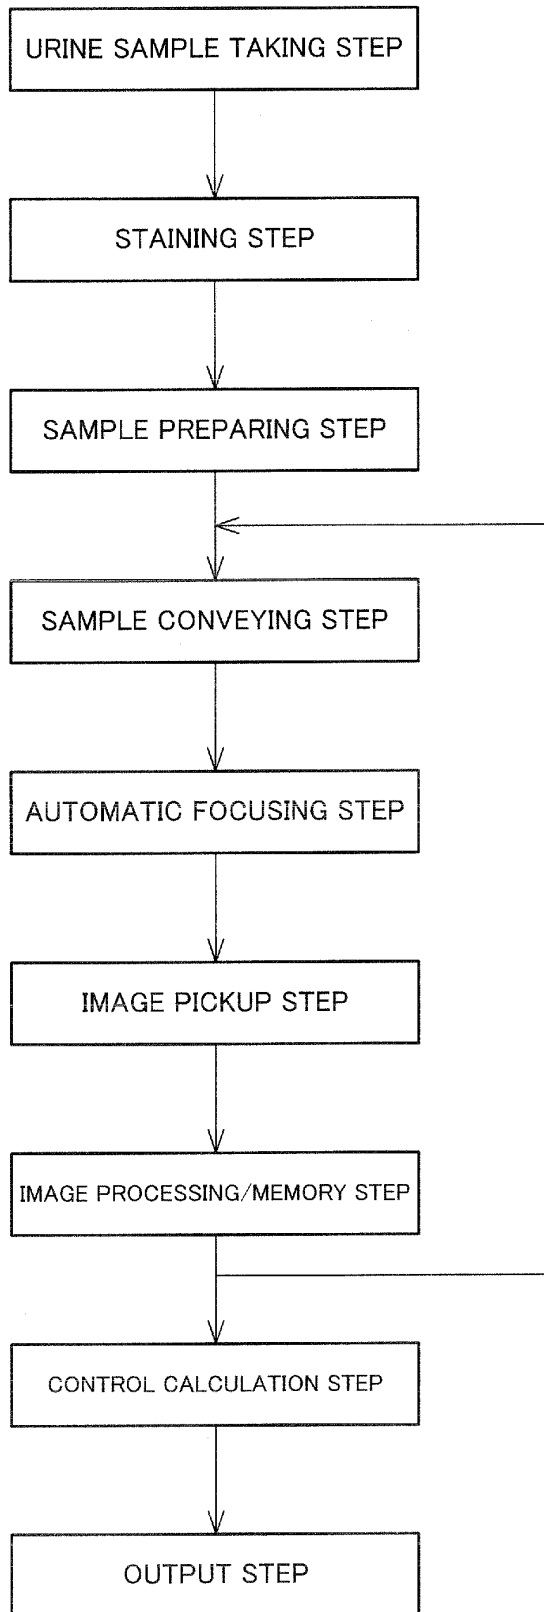 URINE SAMPLE TAKING STEP
STAINING STEP
SAMPLE PREPARING STEP
SAMPLE CONVEYING STEP
AUTOMATIC FOCUSING STEP
IMAGE PICKUP STEP
IMAGE PROCESSING/MEMORY STEP
CONTROL CALCULATION STEP
OUTPUT STEP